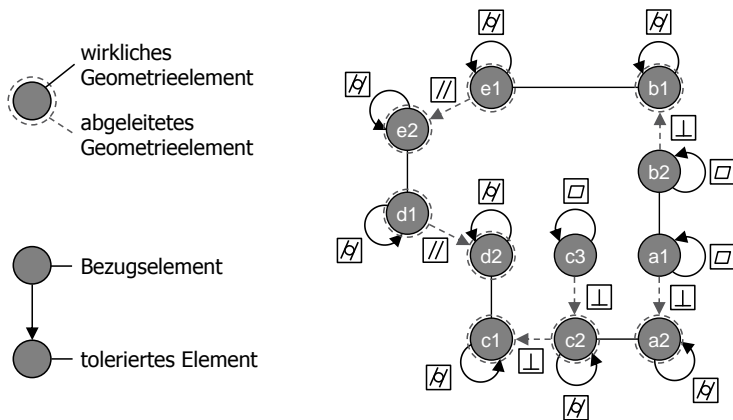 wirkliches
Geometrieelement
abgeleitetes
Geometrieelement
Bezugselement
toleriertes Element
e1
b1
//
e2
⊥
b2
▱
d1
//
d2
▱
c3
a1
▱
⊥
⊥
c1
⊥
c2
a2